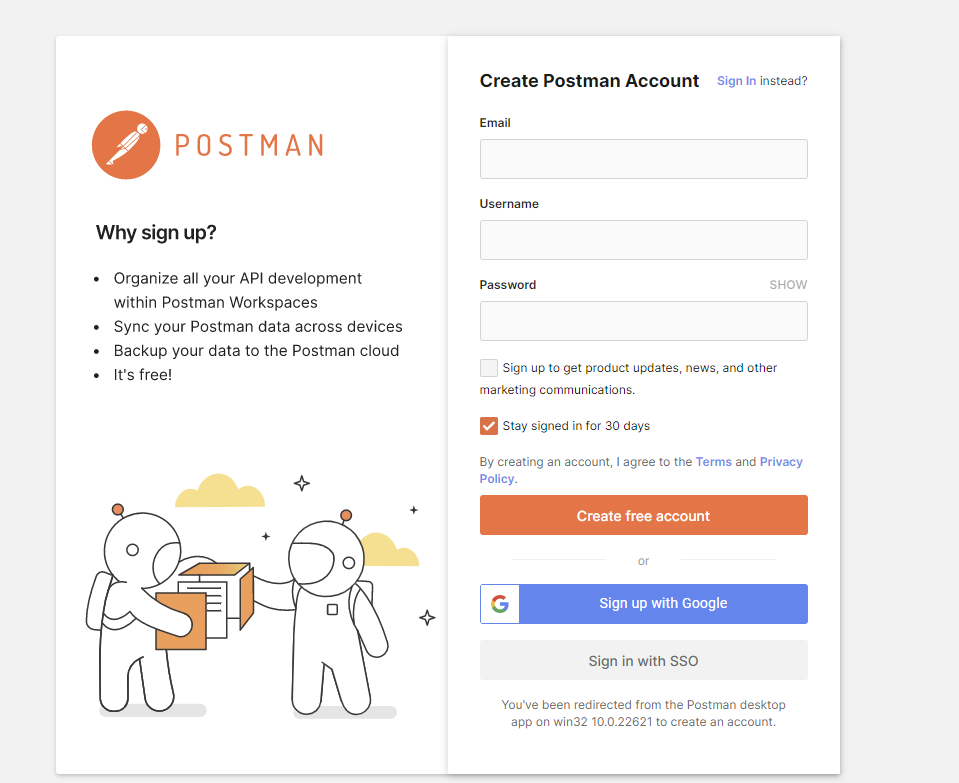 POSTMAN
Why sign up?
• Organize all your API development
within Postman Workspaces
• Sync your Postman data across devices
• Backup your data to the Postman cloud
• It's free!
Create Postman Account Sign In instead?
Email
Username
Password SHOW
Sign up to get product updates, news, and other
marketing communications.
Stay signed in for 30 days
By creating an account, I agree to the Terms and Privacy
Policy.
Create free account
or
G Sign up with Google
Sign in with SSO
You've been redirected from the Postman desktop
app on win32 10.0.22621 to create an account.